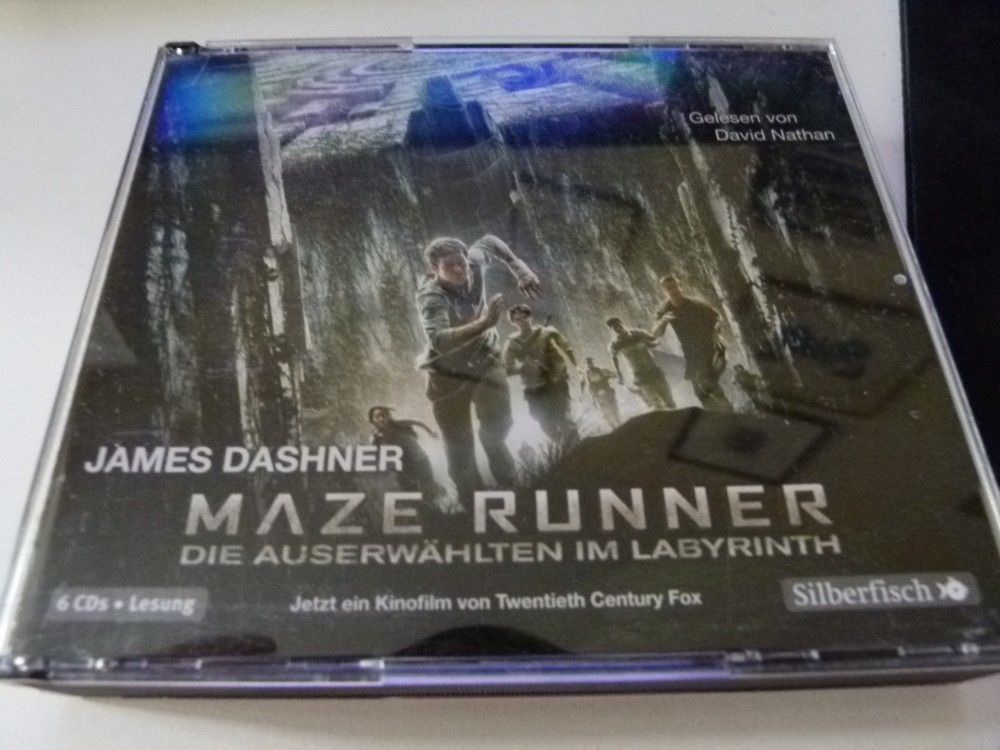 Gelesen von
David Nathan
JAMES DASHNER
MAZE RUNNER
DIE AUSERWÄHLTEN IM LABYRINTH
6 CDs • Lesung
Jetzt ein Kinofilm von Twentieth Century Fox
Silberfisch